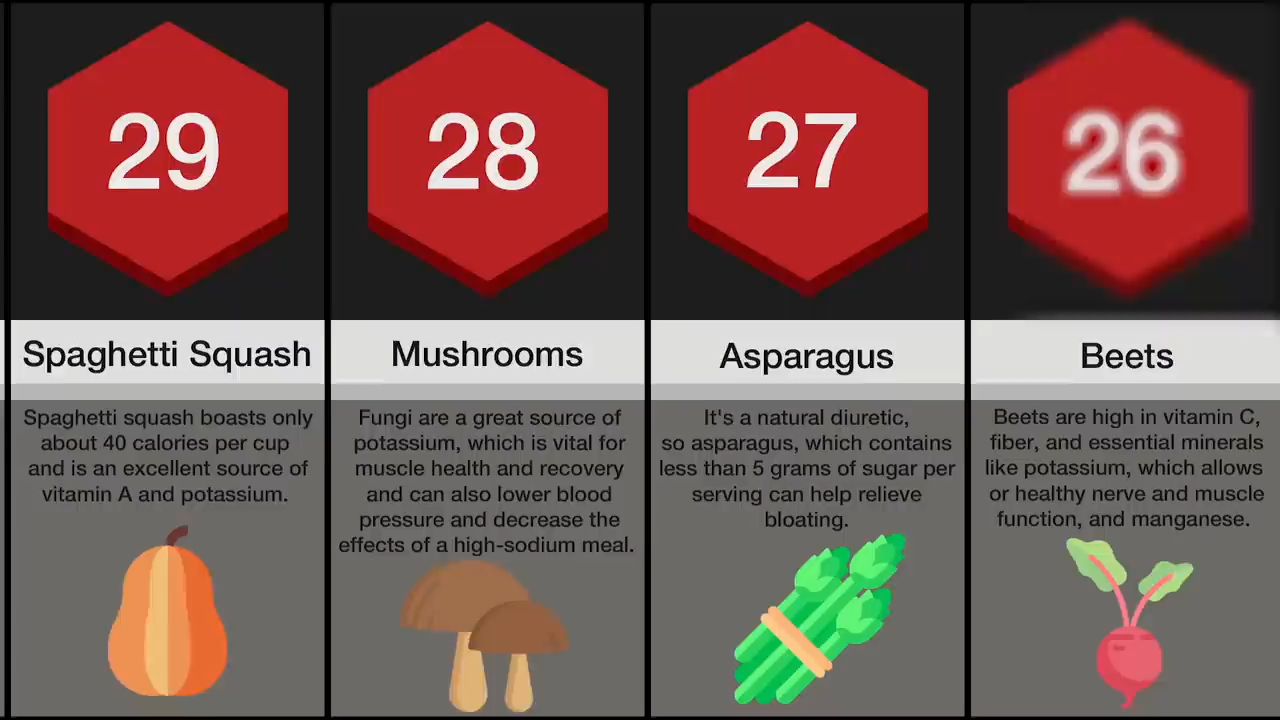 29
Spaghetti Squash
Spaghetti squash boasts only
about 40 calories per cup
and is an excellent source of
vitamin A and potassium.
28
Mushrooms
Fungi are a great source of
potassium, which is vital for
muscle health and recovery
and can also lower blood
pressure and decrease the
effects of a high-sodium meal.
27
Asparagus
It's a natural diuretic,
so asparagus, which contains
less than 5 grams of sugar per
serving can help relieve
bloating.
26
Beets
Beets are high in vitamin C,
fiber, and essential minerals
like potassium, which allows
or healthy nerve and muscle
function, and manganese.